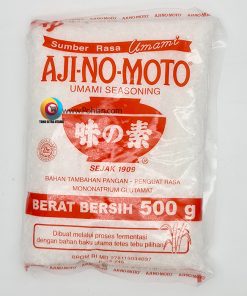 Sumber Rasa Umami
AJI-NO-MOTO
®
UMAMI SEASONING
味の素
®
SEJAK 1909
BAHAN TAMBAHAN PANGAN - PENGUAT RASA
MONONATRIUM GLUTAMAT
BERAT BERSIH 500 g
Dibuat melalui proses fermentasi
dengan bahan baku utama tetes tebu pilihan